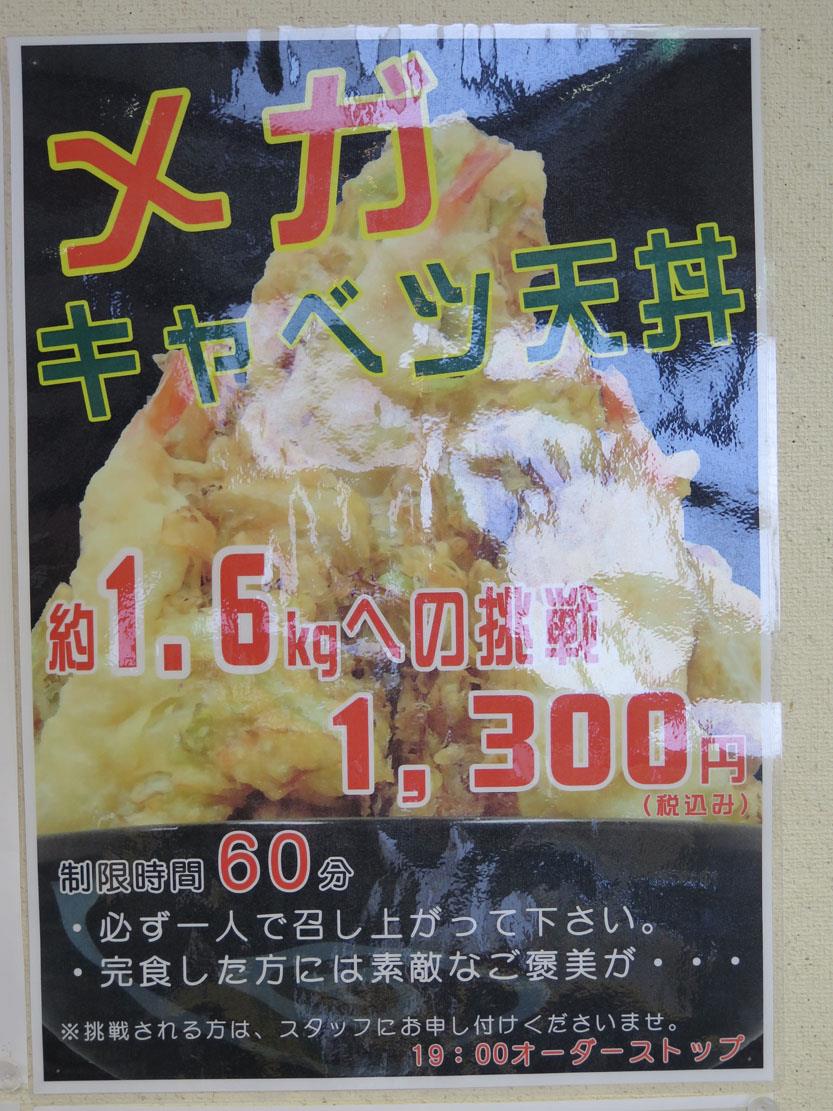 メガ
キャベツ天丼
約1.6kgへの挑戦
1,300円
(税込み)
制限時間60分
・必ず一人で召し上がって下さい。
・完食した方には素敵なご褒美が・・・
※挑戦される方は、スタッフにお申し付けくださいませ。
19:00オーダーストップ